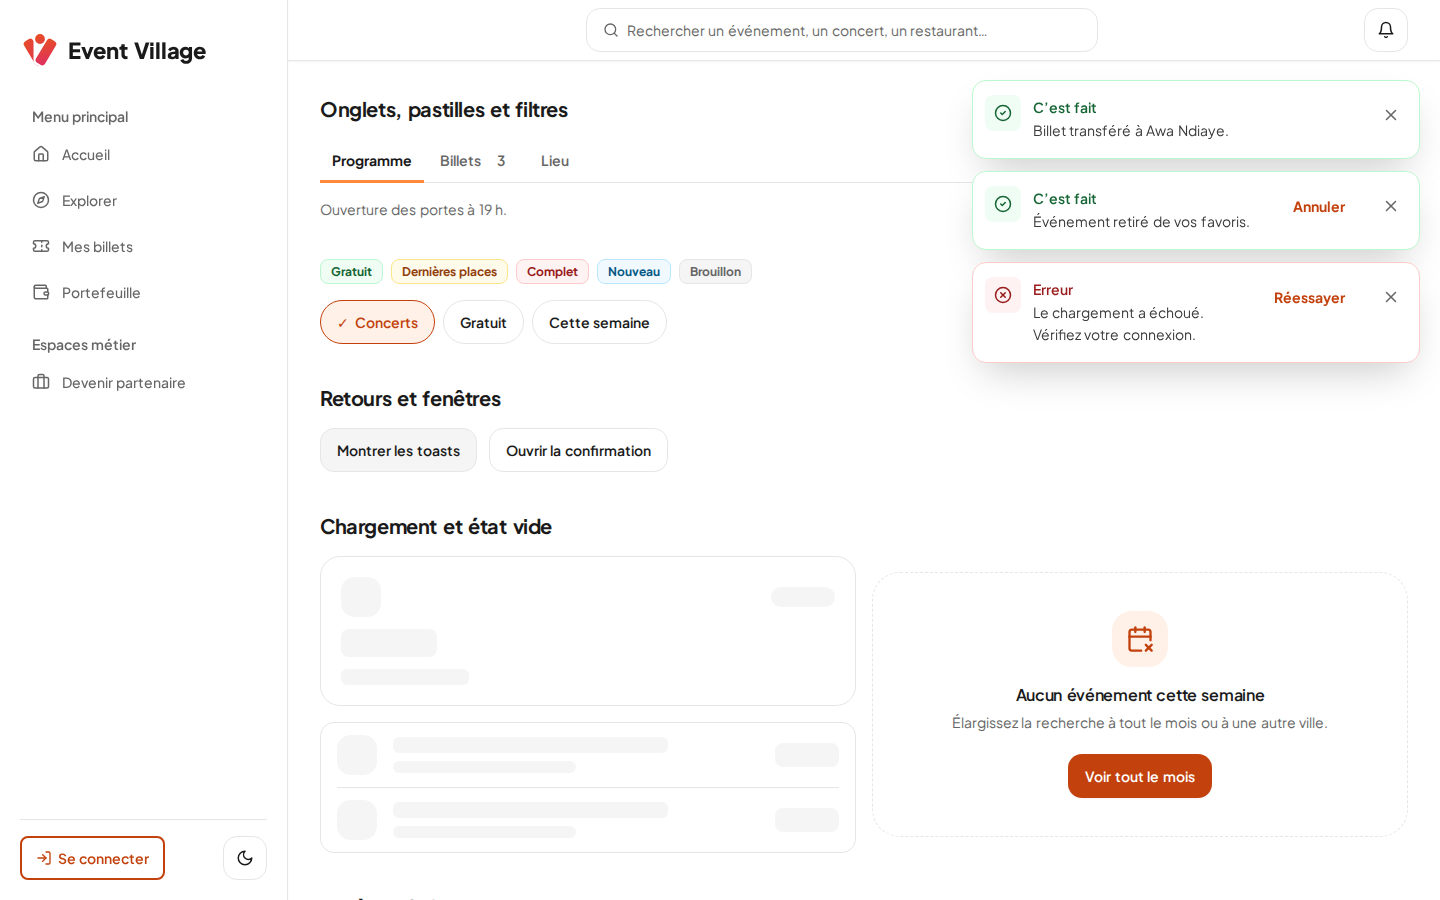 Event Village
Rechercher un événement, un concert, un restaurant…
Menu principal
Accueil
Explorer
Mes billets
Portefeuille
Espaces métier
Devenir partenaire
Se connecter
Onglets, pastilles et filtres
Programme
Billets 3
Lieu
Ouverture des portes à 19 h.
Gratuit
Dernières places
Complet
Nouveau
Brouillon
✓ Concerts
Gratuit
Cette semaine
Retours et fenêtres
Montrer les toasts
Ouvrir la confirmation
Chargement et état vide
Aucun événement cette semaine
Élargissez la recherche à tout le mois ou à une autre ville.
Voir tout le mois
C’est fait
Billet transféré à Awa Ndiaye.
C’est fait
Événement retiré de vos favoris.
Annuler
Erreur
Le chargement a échoué.
Vérifiez votre connexion.
Réessayer